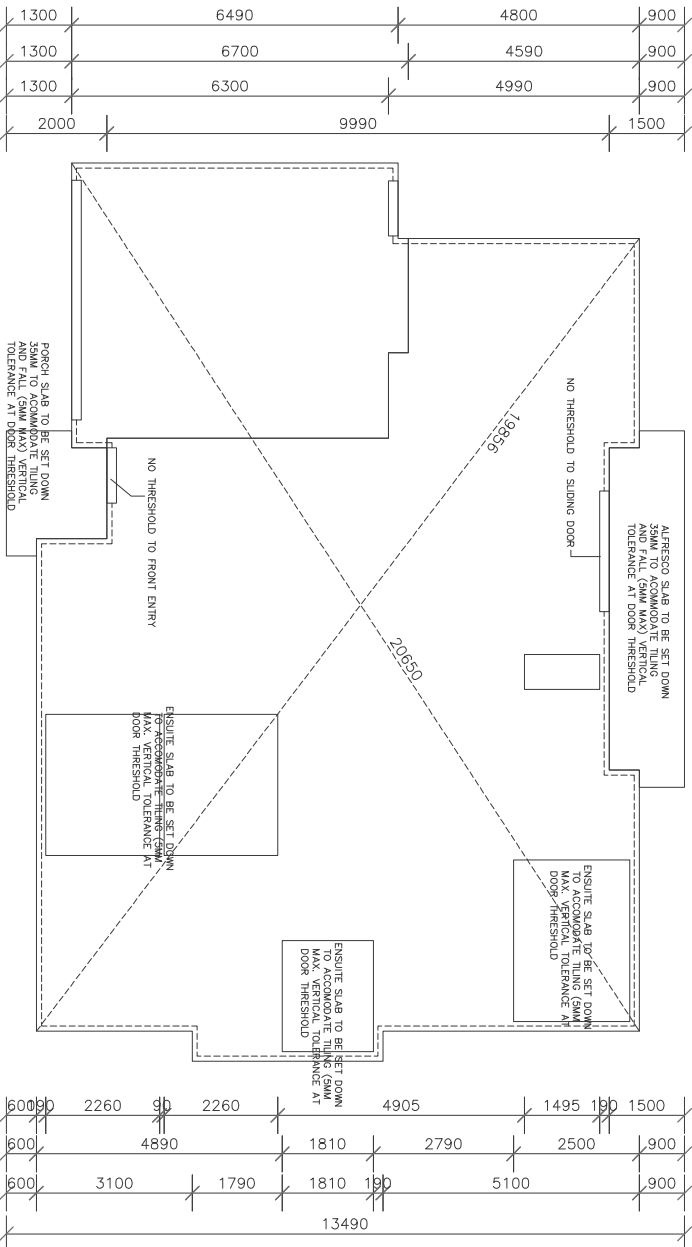 1300 6490 4800 900
1300 6700 4590 900
1300 6300 4990 900
2000 9990 1500
PORCH SLAB TO BE SET DOWN
35MM TO ACOMMODATE TILING
AND FALL (5MM MAX) VERTICAL
TOLERANCE AT DOOR THRESHOLD
NO THRESHOLD TO FRONT ENTRY
NO THRESHOLD TO SLIDING DOOR
ALFRESCO SLAB TO BE SET DOWN
35MM TO ACOMMODATE TILING
AND FALL (5MM MAX) VERTICAL
TOLERANCE AT DOOR THRESHOLD
19856
20650
ENSUITE SLAB TO BE SET DOWN
TO ACCOMODATE TILING (5MM
MAX. VERTICAL TOLERANCE AT
DOOR THRESHOLD
ENSUITE SLAB TO BE SET DOWN
TO ACCOMODATE TILING (5MM
MAX. VERTICAL TOLERANCE AT
DOOR THRESHOLD
ENSUITE SLAB TO BE SET DOWN
TO ACCOMODATE TILING (5MM
MAX. VERTICAL TOLERANCE AT
DOOR THRESHOLD
600 190 2260 90 2260 4905 1495 190 1500
600 4890 1810 2790 2500 900
600 3100 1790 1810 190 5100 900
13490